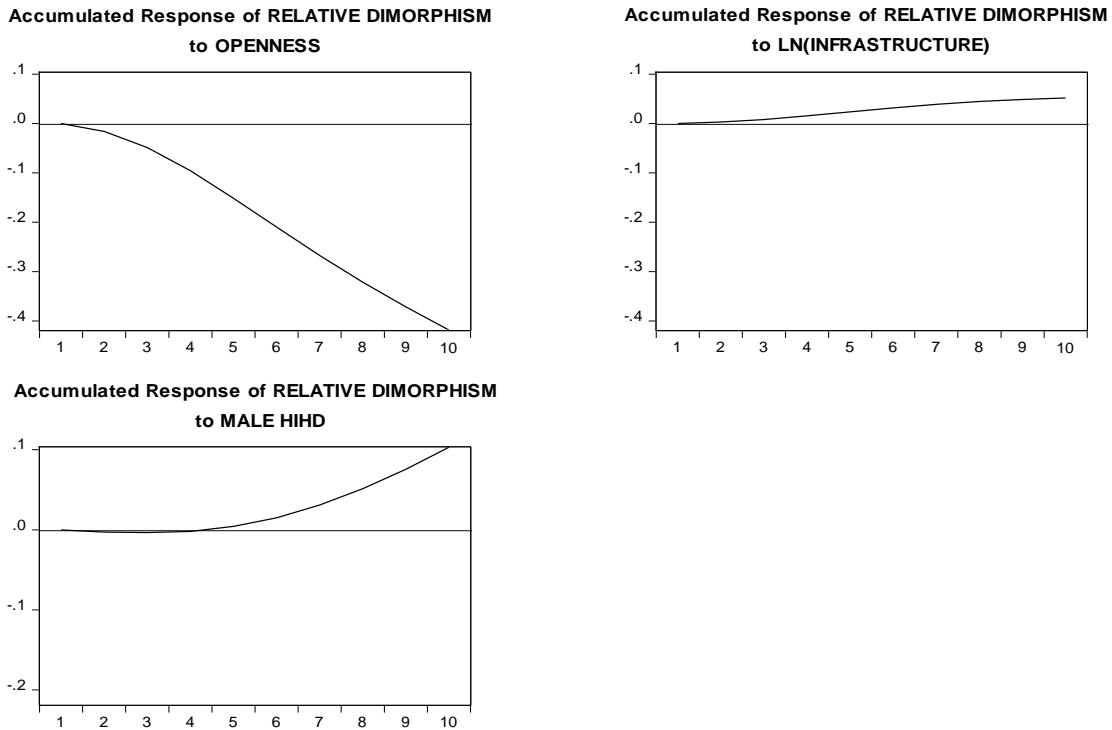 Accumulated Response of RELATIVE DIMORPHISM
to OPENNESS
.1
.0
-.1
-.2
-.3
-.4
1 2 3 4 5 6 7 8 9 10
Accumulated Response of RELATIVE DIMORPHISM
to LN(INFRASTRUCTURE)
.1
.0
-.1
-.2
-.3
-.4
1 2 3 4 5 6 7 8 9 10
Accumulated Response of RELATIVE DIMORPHISM
to MALE HIHD
.1
.0
-.1
-.2
1 2 3 4 5 6 7 8 9 10